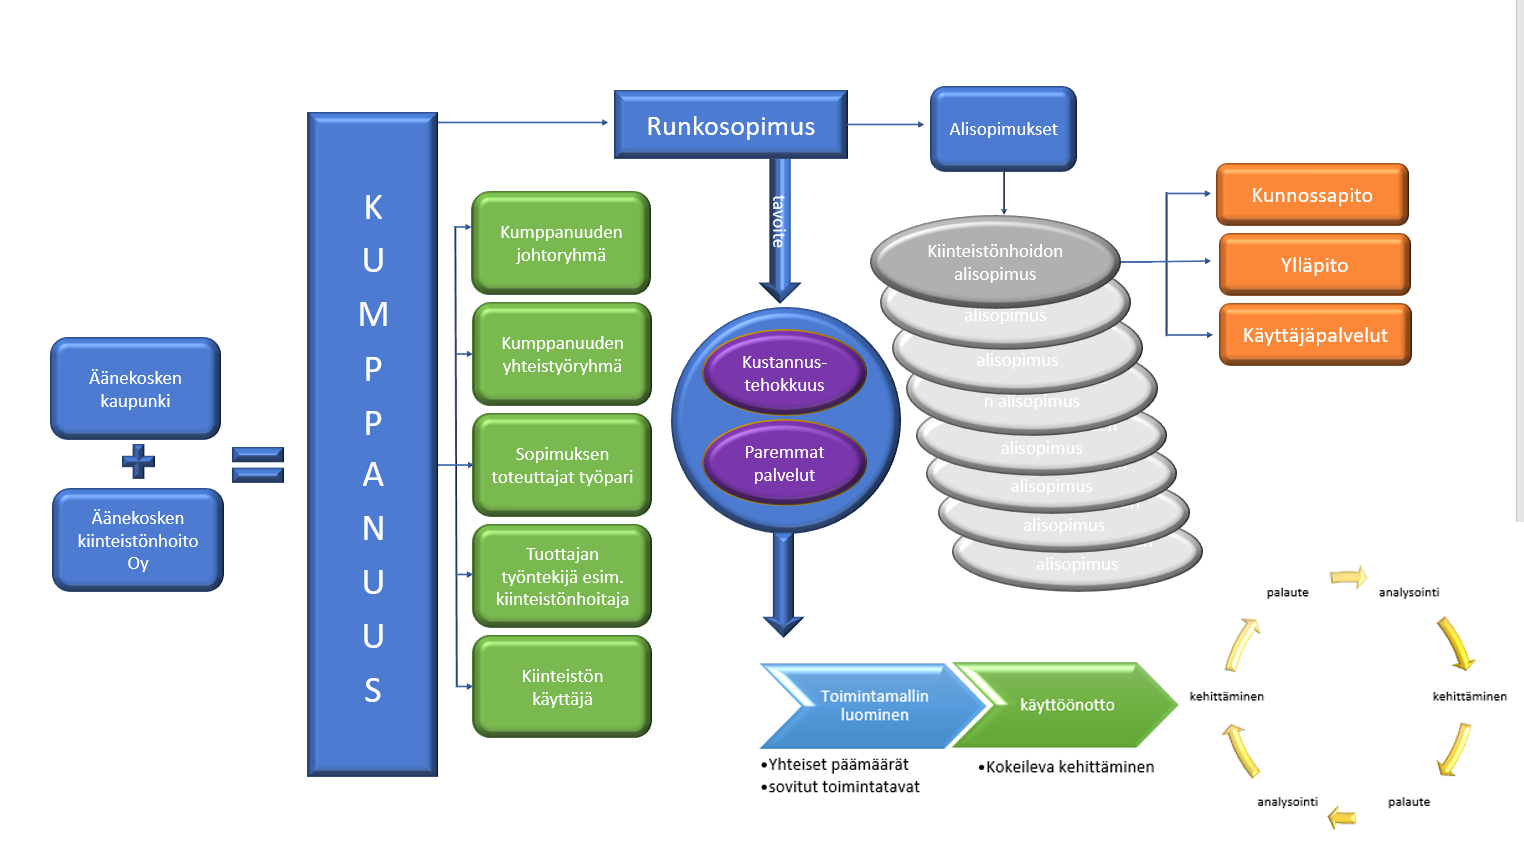 Äänekosken
kaupunki
Äänekosken
kiinteistönhoito
Oy
K
U
M
P
P
A
N
U
U
S
Kumppanuuden
johtoryhmä
Kumppanuuden
yhteistyöryhmä
Sopimuksen
toteuttajat työpari
Tuottajan
työntekijä esim.
kiinteistönhoitaja
Kiinteistön
käyttäjä
Runkosopimus
tavoite
Kustannus-
tehokkuus
Paremmat
palvelut
Alisopimukset
Kiinteistönhoidon
alisopimus
alisopimus
alisopimus
n alisopimus
alisopimus
alisopimus
alisopimus
alisopimus
Kunnossapito
Ylläpito
Käyttäjäpalvelut
Toimintamallin
luominen
•Yhteiset päämäärät
•sovitut toimintatavat
käyttöönotto
•Kokeileva kehittäminen
palaute
analysointi
kehittäminen
palaute
analysointi
kehittäminen